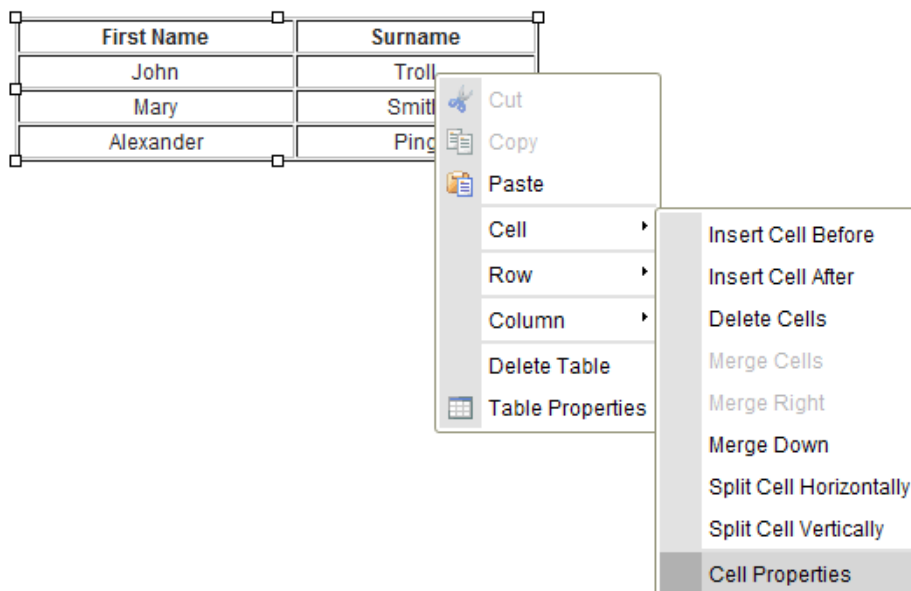 First Name Surname
John Troll
Mary Smith
Alexander Ping
Cut
Copy
Paste
Cell
Row
Column
Delete Table
Table Properties
Insert Cell Before
Insert Cell After
Delete Cells
Merge Cells
Merge Right
Merge Down
Split Cell Horizontally
Split Cell Vertically
Cell Properties